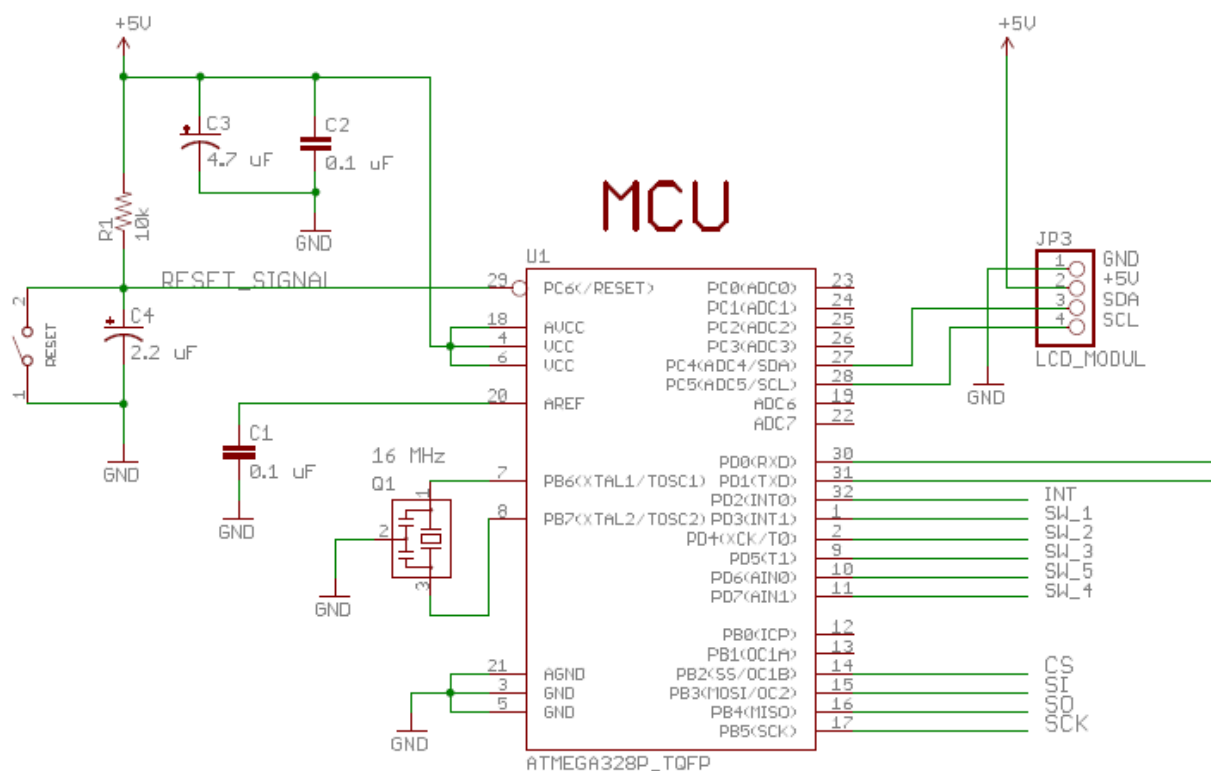 +5V
+5V
C3
4.7 uF
C2
0.1 uF
R1
10k
GND
MCU
RESET_SIGNAL
2
RESET
1
C4
2.2 uF
GND
C1
0.1 uF
GND
16 MHz
Q1
1
2
3
GND
GND
U1
29 PC6(/RESET)
18 AVCC
4 VCC
6 VCC
20 AREF
7 PB6(XTAL1/TOSC1)
8 PB7(XTAL2/TOSC2)
21 AGND
3 GND
5 GND
PC0(ADC0) 23
PC1(ADC1) 24
PC2(ADC2) 25
PC3(ADC3) 26
PC4(ADC4/SDA) 27
PC5(ADC5/SCL) 28
ADC6 19
ADC7 22
PD0(RXD) 30
PD1(TXD) 31
PD2(INT0) 32 INT
PD3(INT1) 1 SW_1
PD4(XCK/T0) 2 SW_2
PD5(T1) 9 SW_3
PD6(AIN0) 10 SW_5
PD7(AIN1) 11 SW_4
PB0(ICP) 12
PB1(OC1A) 13
PB2(SS/OC1B) 14 CS
PB3(MOSI/OC2) 15 SI
PB4(MISO) 16 SO
PB5(SCK) 17 SCK
ATMEGA328P_TQFP
JP3
1 GND
2 +5V
3 SDA
4 SCL
LCD_MODUL
GND